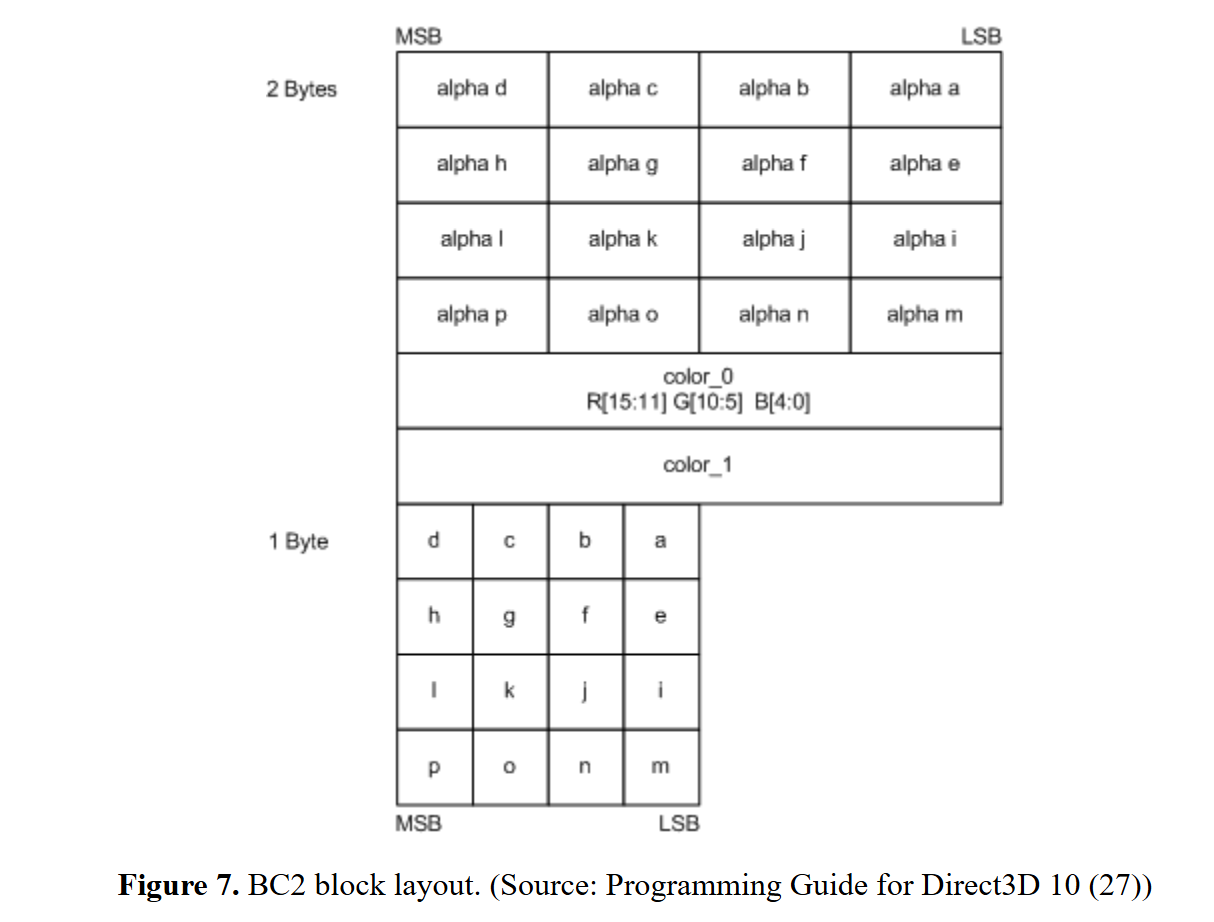 MSB LSB
2 Bytes alpha d alpha c alpha b alpha a
alpha h alpha g alpha f alpha e
alpha l alpha k alpha j alpha i
alpha p alpha o alpha n alpha m
color_0
R[15:11] G[10:5] B[4:0]
color_1
1 Byte d c b a
h g f e
l k j i
p o n m
MSB LSB
Figure 7. BC2 block layout. (Source: Programming Guide for Direct3D 10 (27))